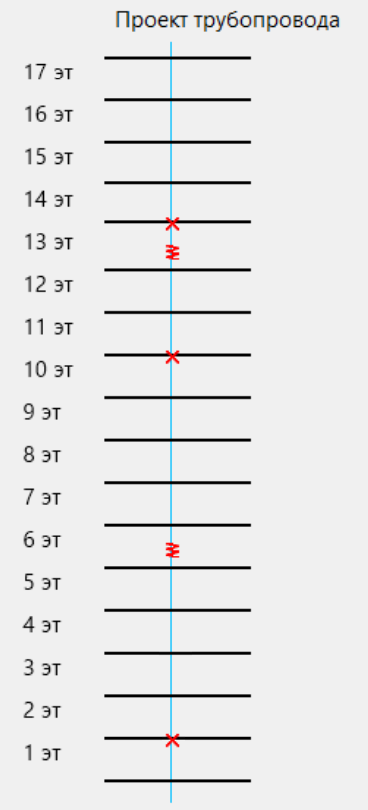 Проект трубопровода
17 эт
16 эт
15 эт
14 эт
13 эт
12 эт
11 эт
10 эт
9 эт
8 эт
7 эт
6 эт
5 эт
4 эт
3 эт
2 эт
1 эт